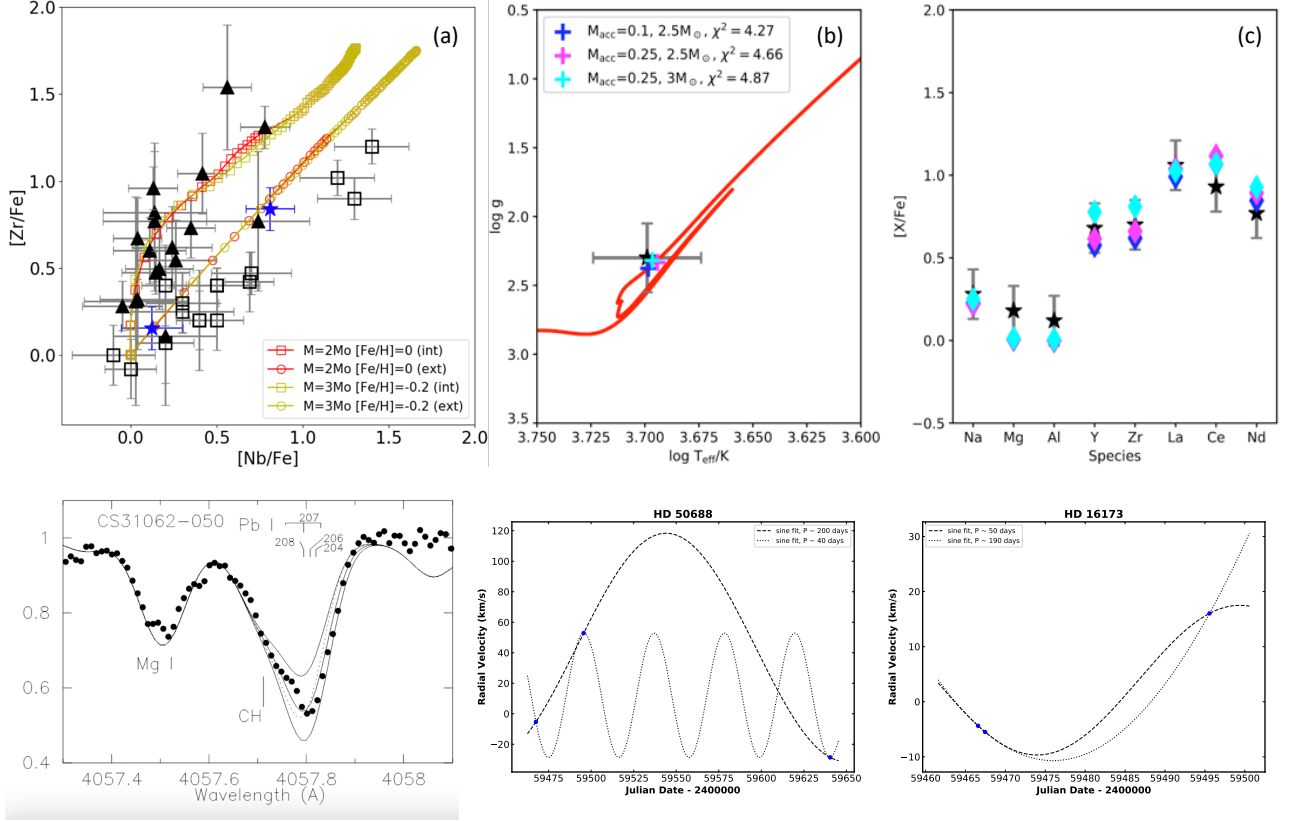 (a)
2.0
1.5
1.0
0.5
0.0
[Zr/Fe]
0.0 0.5 1.0 1.5 2.0
[Nb/Fe]
M=2Mo [Fe/H]=0 (int)
M=2Mo [Fe/H]=0 (ext)
M=3Mo [Fe/H]=-0.2 (int)
M=3Mo [Fe/H]=-0.2 (ext)
(b)
Macc=0.1, 2.5M⊙, χ²=4.27
Macc=0.25, 2.5M⊙, χ²=4.66
Macc=0.25, 3M⊙, χ²=4.87
0.5
1.0
1.5
2.0
2.5
3.0
3.5
log g
3.750 3.725 3.700 3.675 3.650 3.625 3.600
log Teff/K
(c)
2.0
1.5
1.0
0.5
0.0
−0.5
[X/Fe]
Na Mg Al Y Zr La Ce Nd
Species
CS31062−050
Pb I
207
208
206
204
Mg I
CH
1
0.8
0.6
0.4
4057.4 4057.6 4057.8 4058
Wavelength (A)
HD 50688
sine fit, P ~ 200 days
sine fit, P ~ 40 days
120
100
80
60
40
20
0
−20
Radial Velocity (km/s)
59475 59500 59525 59550 59575 59600 59625 59650
Julian Date - 2400000
HD 16173
sine fit, P ~ 50 days
sine fit, P ~ 190 days
30
20
10
0
−10
Radial Velocity (km/s)
59460 59465 59470 59475 59480 59485 59490 59495 59500
Julian Date - 2400000